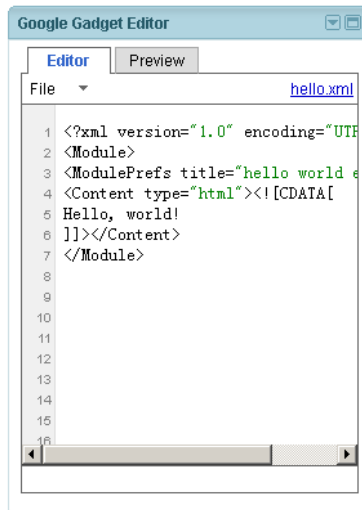 Google Gadget Editor
Editor Preview
File hello.xml
1 <?xml version="1.0" encoding="UTF
2 <Module>
3 <ModulePrefs title="hello world e
4 <Content type="html"><![CDATA[
5 Hello, world!
6 ]]></Content>
7 </Module>
8
9
10
11
12
13
14
15
16